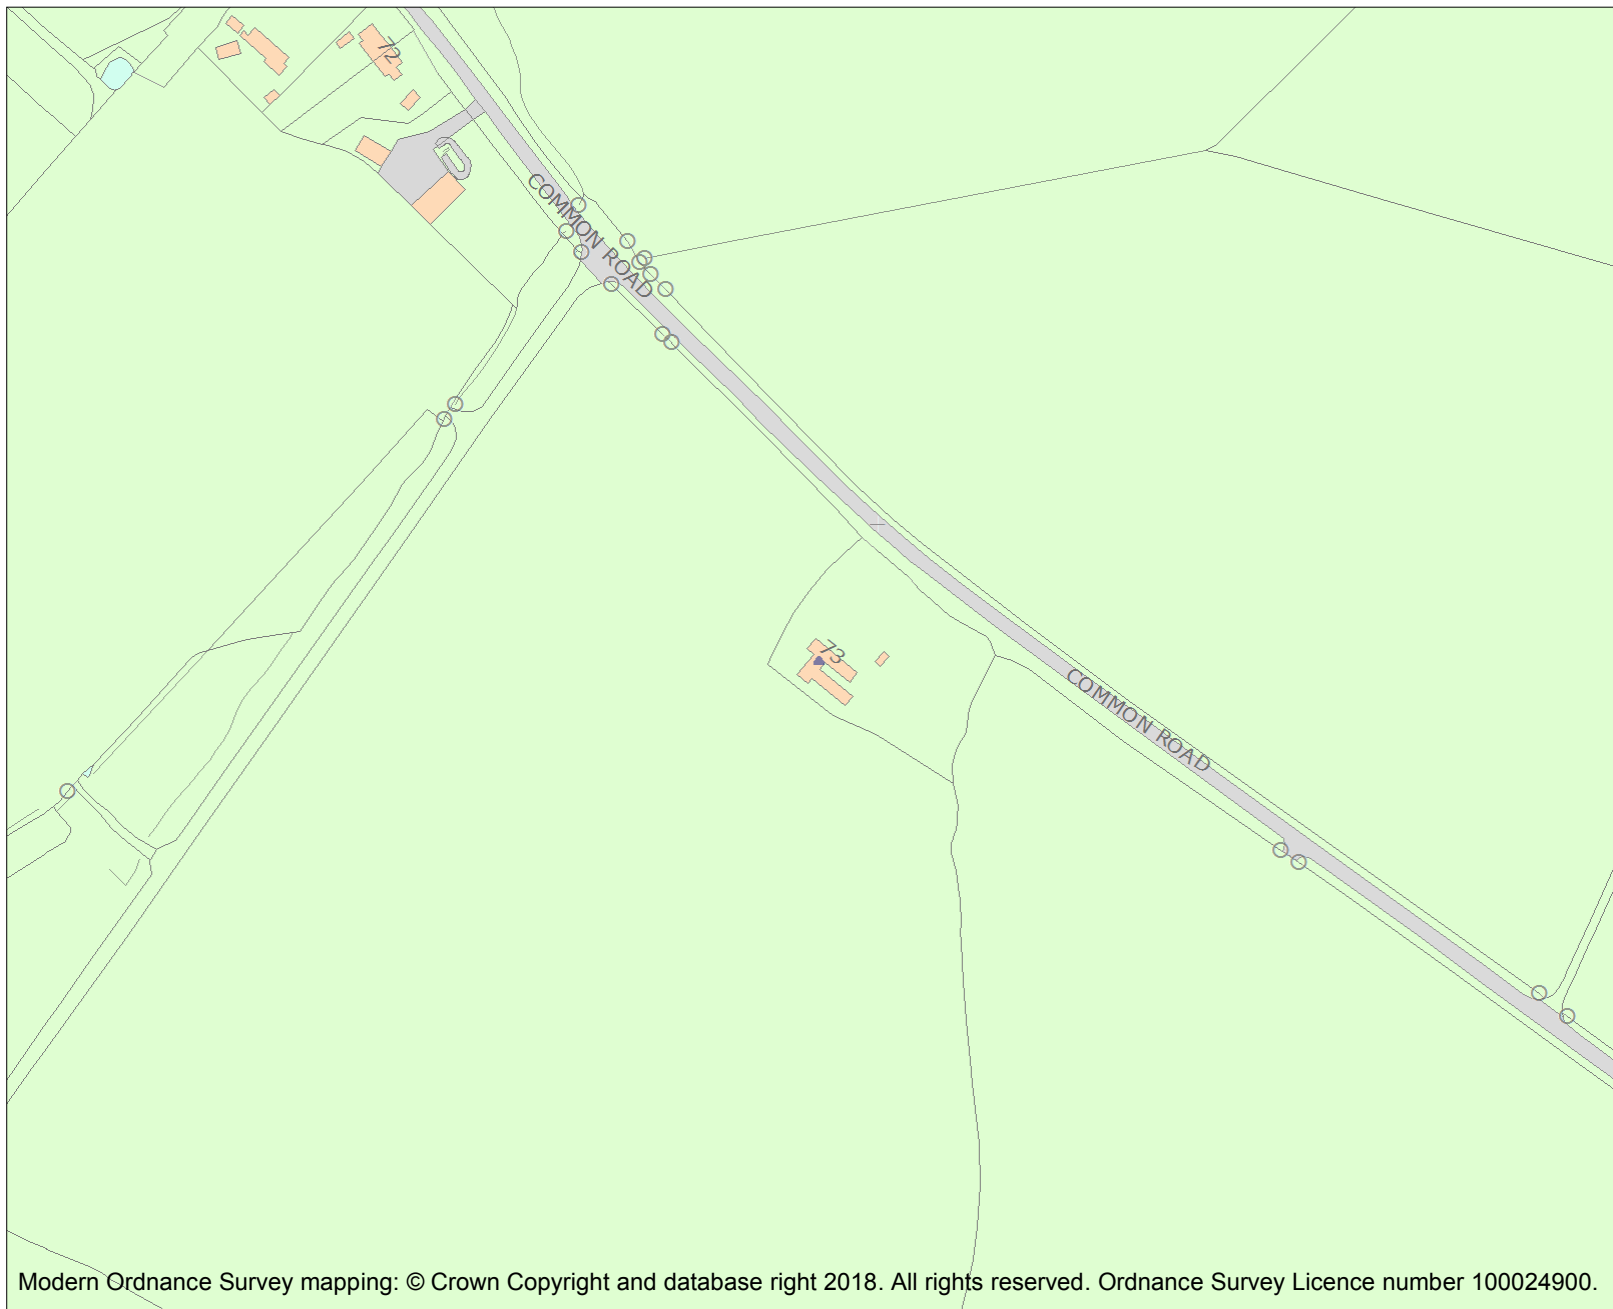 72
COMMON ROAD
73
COMMON ROAD
Modern Ordnance Survey mapping: © Crown Copyright and database right 2018. All rights reserved. Ordnance Survey Licence number 100024900.